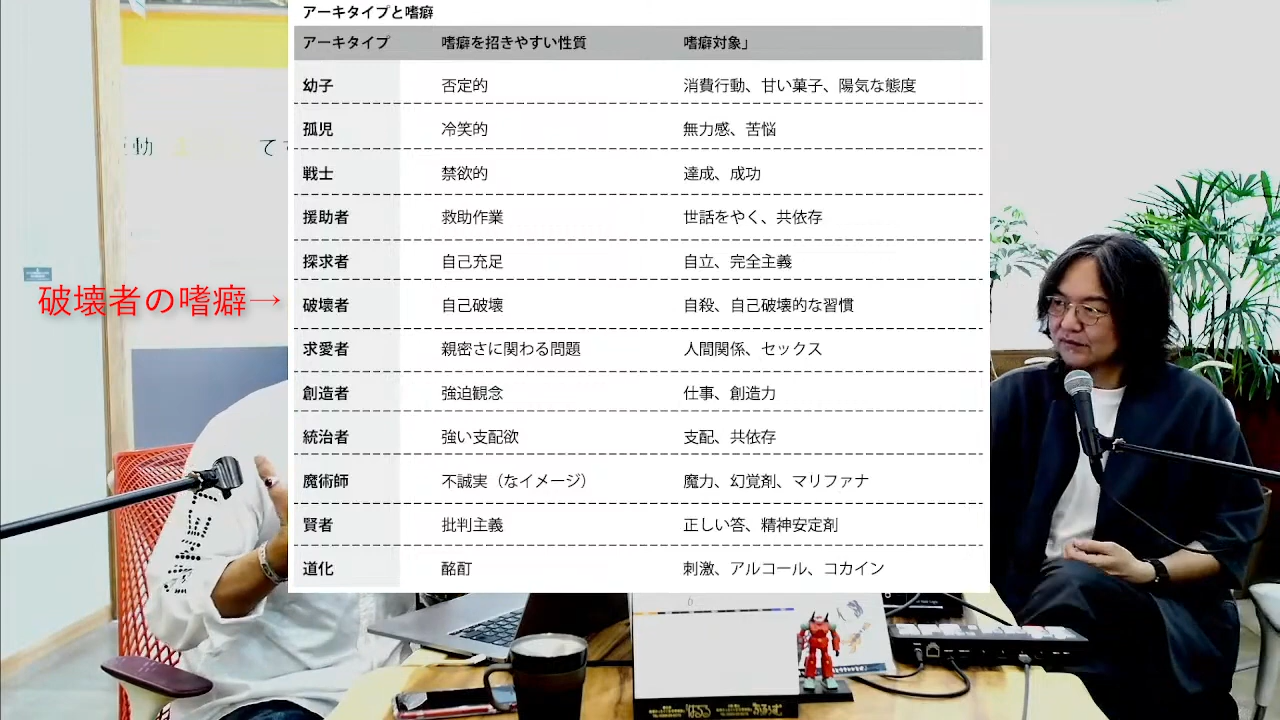 アーキタイプと嗜癖
アーキタイプ 嗜癖を招きやすい性質 嗜癖対象」
幼子 否定的 消費行動、甘い菓子、陽気な態度
孤児 冷笑的 無力感、苦悩
戦士 禁欲的 達成、成功
援助者 救助作業 世話をやく、共依存
探求者 自己充足 自立、完全主義
破壊者の嗜癖→
破壊者 自己破壊 自殺、自己破壊的な習慣
求愛者 親密さに関わる問題 人間関係、セックス
創造者 強迫観念 仕事、創造力
統治者 強い支配欲 支配、共依存
魔術師 不誠実（なイメージ） 魔力、幻覚剤、マリファナ
賢者 批判主義 正しい答、精神安定剤
道化 酩酊 刺激、アルコール、コカイン
動
て